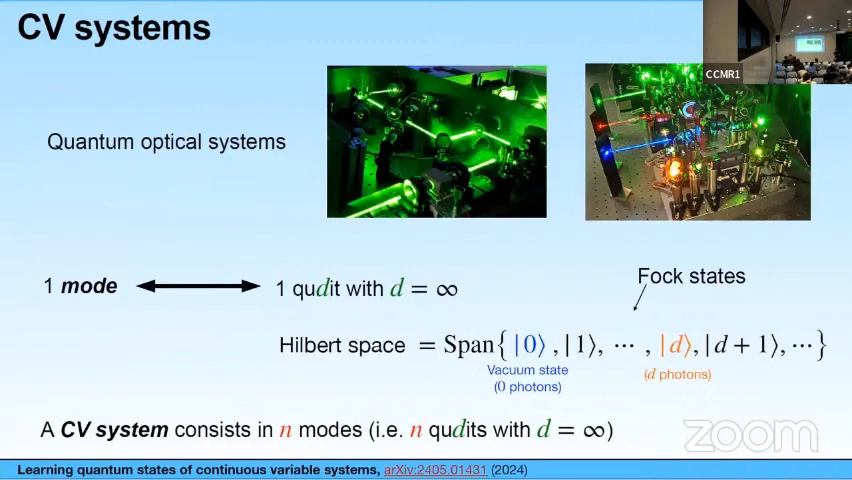 CV systems
CCMR1
Quantum optical systems
1 mode
1 qudit with d = ∞
Fock states
Hilbert space = Span{|0⟩, |1⟩, ⋯, |d⟩, |d + 1⟩, ⋯}
Vacuum state
(0 photons)
(d photons)
A CV system consists in n modes (i.e. n qudits with d = ∞)
zoom
Learning quantum states of continuous variable systems, arXiv:2405.01431 (2024)